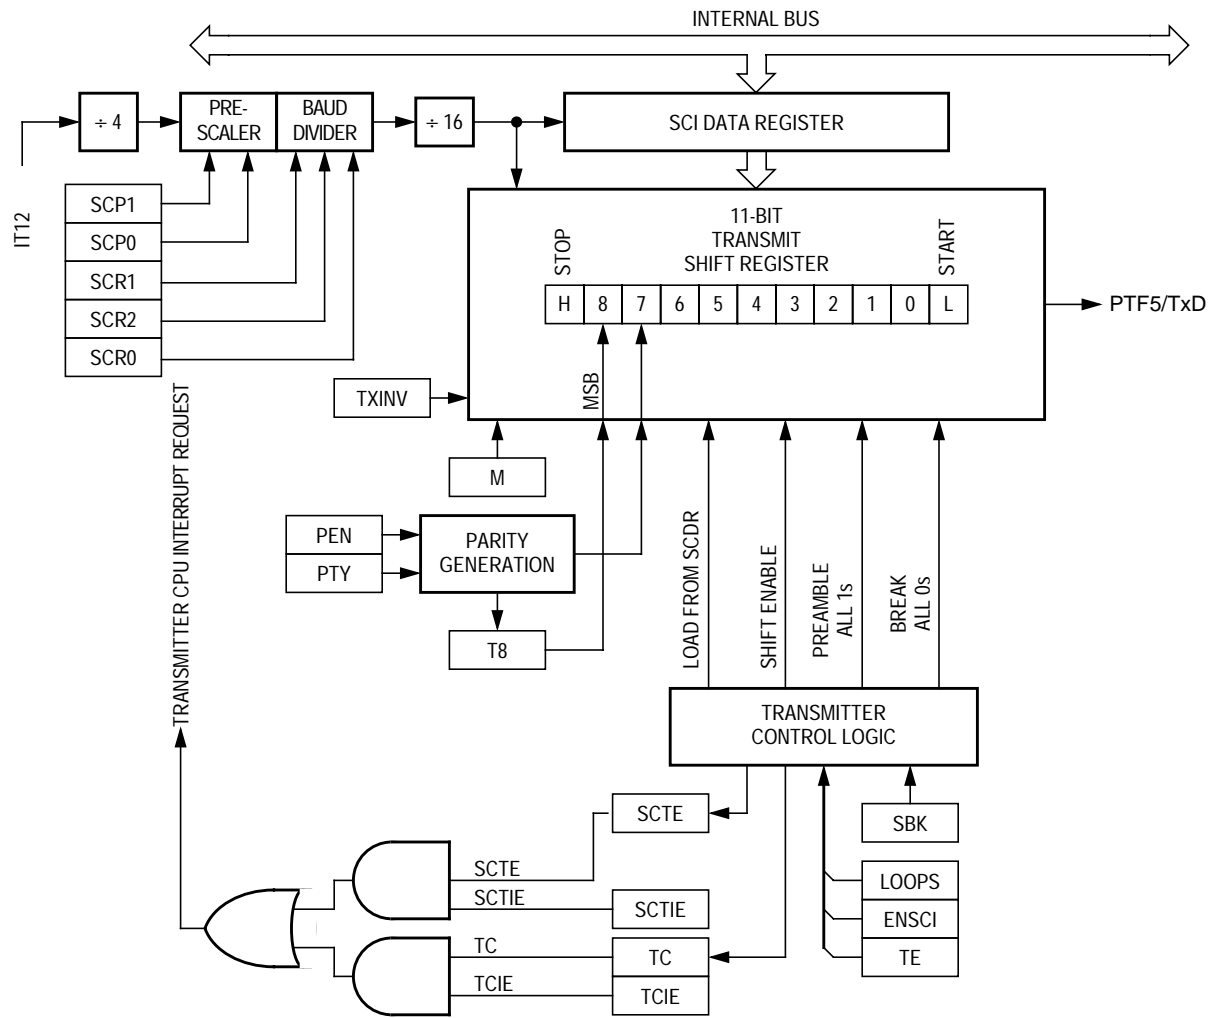 INTERNAL BUS
÷ 4
PRE-
SCALER
BAUD
DIVIDER
÷ 16
SCI DATA REGISTER
IT12
SCP1
SCP0
SCR1
SCR2
SCR0
11-BIT
TRANSMIT
SHIFT REGISTER
STOP
START
H 8 7 6 5 4 3 2 1 0 L
PTF5/TxD
MSB
TXINV
M
TRANSMITTER CPU INTERRUPT REQUEST
PEN
PTY
PARITY
GENERATION
T8
LOAD FROM SCDR
SHIFT ENABLE
PREAMBLE
ALL 1s
BREAK
ALL 0s
TRANSMITTER
CONTROL LOGIC
SCTE
SBK
SCTE
SCTIE
SCTIE
LOOPS
ENSCI
TE
TC
TC
TCIE
TCIE